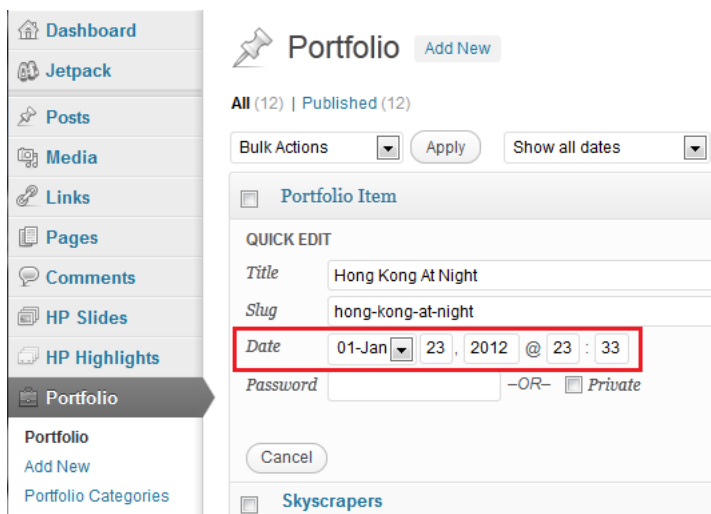 Dashboard
Jetpack
Posts
Media
Links
Pages
Comments
HP Slides
HP Highlights
Portfolio
Portfolio
Add New
Portfolio Categories
Portfolio Add New
All (12) | Published (12)
Bulk Actions Apply Show all dates
Portfolio Item
QUICK EDIT
Title Hong Kong At Night
Slug hong-kong-at-night
Date 01-Jan 23 , 2012 @ 23 : 33
Password –OR– Private
Cancel
Skyscrapers